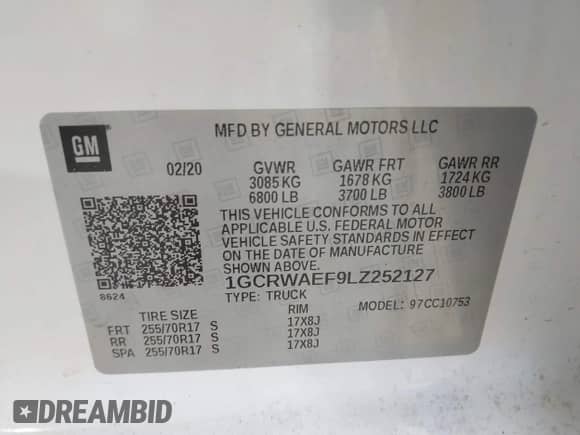 GM
MFD BY GENERAL MOTORS LLC
02/20 GVWR GAWR FRT GAWR RR
3085 KG 1678 KG 1724 KG
6800 LB 3700 LB 3800 LB
THIS VEHICLE CONFORMS TO ALL
APPLICABLE U.S. FEDERAL MOTOR
VEHICLE SAFETY STANDARDS IN EFFECT
ON THE DATE OF MANUFACTURE
SHOWN ABOVE.
8624 1GCRWAEF9LZ252127
TYPE: TRUCK MODEL: 97CC10753
TIRE SIZE RIM
FRT 255/70R17 S 17X8J
RR 255/70R17 S 17X8J
SPA 255/70R17 S 17X8J
DREAMBID